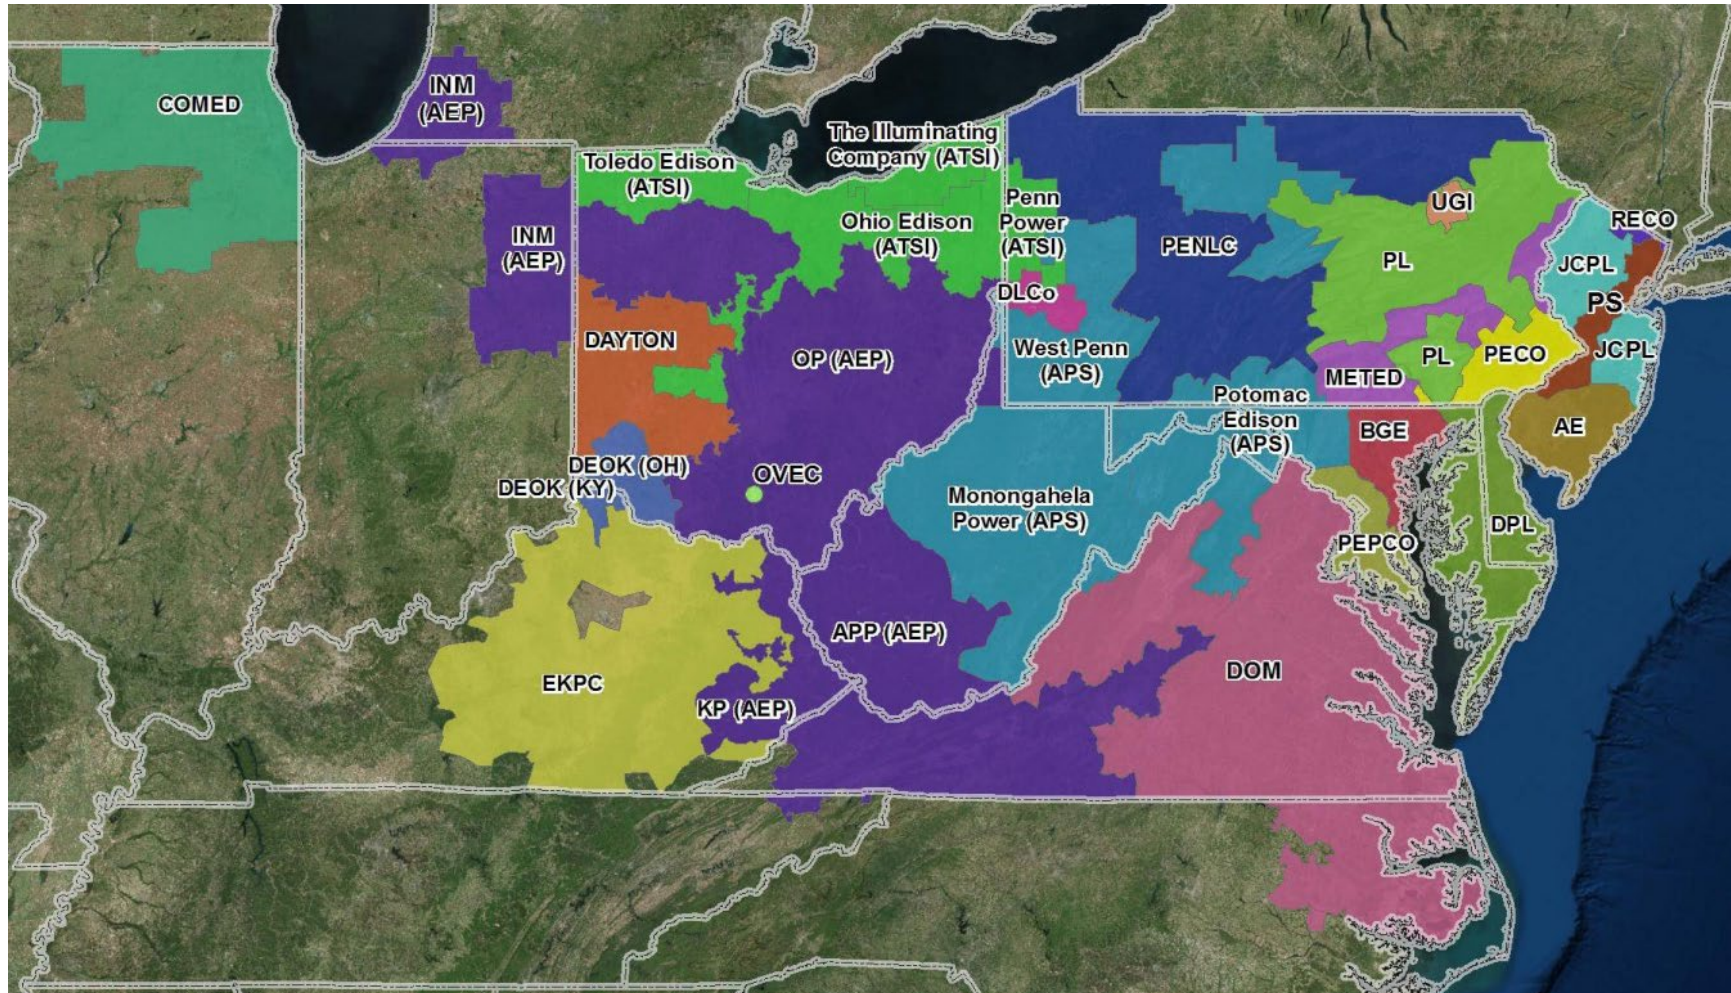 COMED
INM
(AEP)
The Illuminating
Company (ATSI)
Toledo Edison
(ATSI)
Penn
Power
(ATSI)
UGI
RECO
Ohio Edison
(ATSI)
INM
(AEP)
PENLC
PL
JCPL
DLCo
PS
DAYTON
OP (AEP)
West Penn
(APS)
PL
PECO
JCPL
METED
Potomac
Edison
(APS)
BGE
AE
DEOK (OH)
DEOK (KY)
OVEC
Monongahela
Power (APS)
DPL
PEPCO
APP (AEP)
DOM
EKPC
KP (AEP)